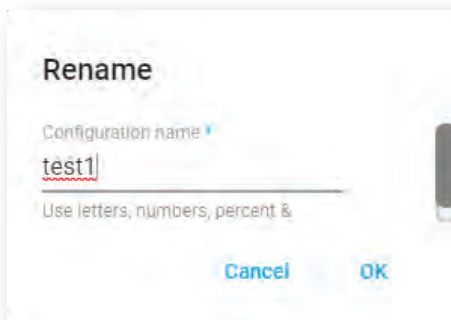 Rename
Configuration name *
test1
Use letters, numbers, percent &
Cancel OK